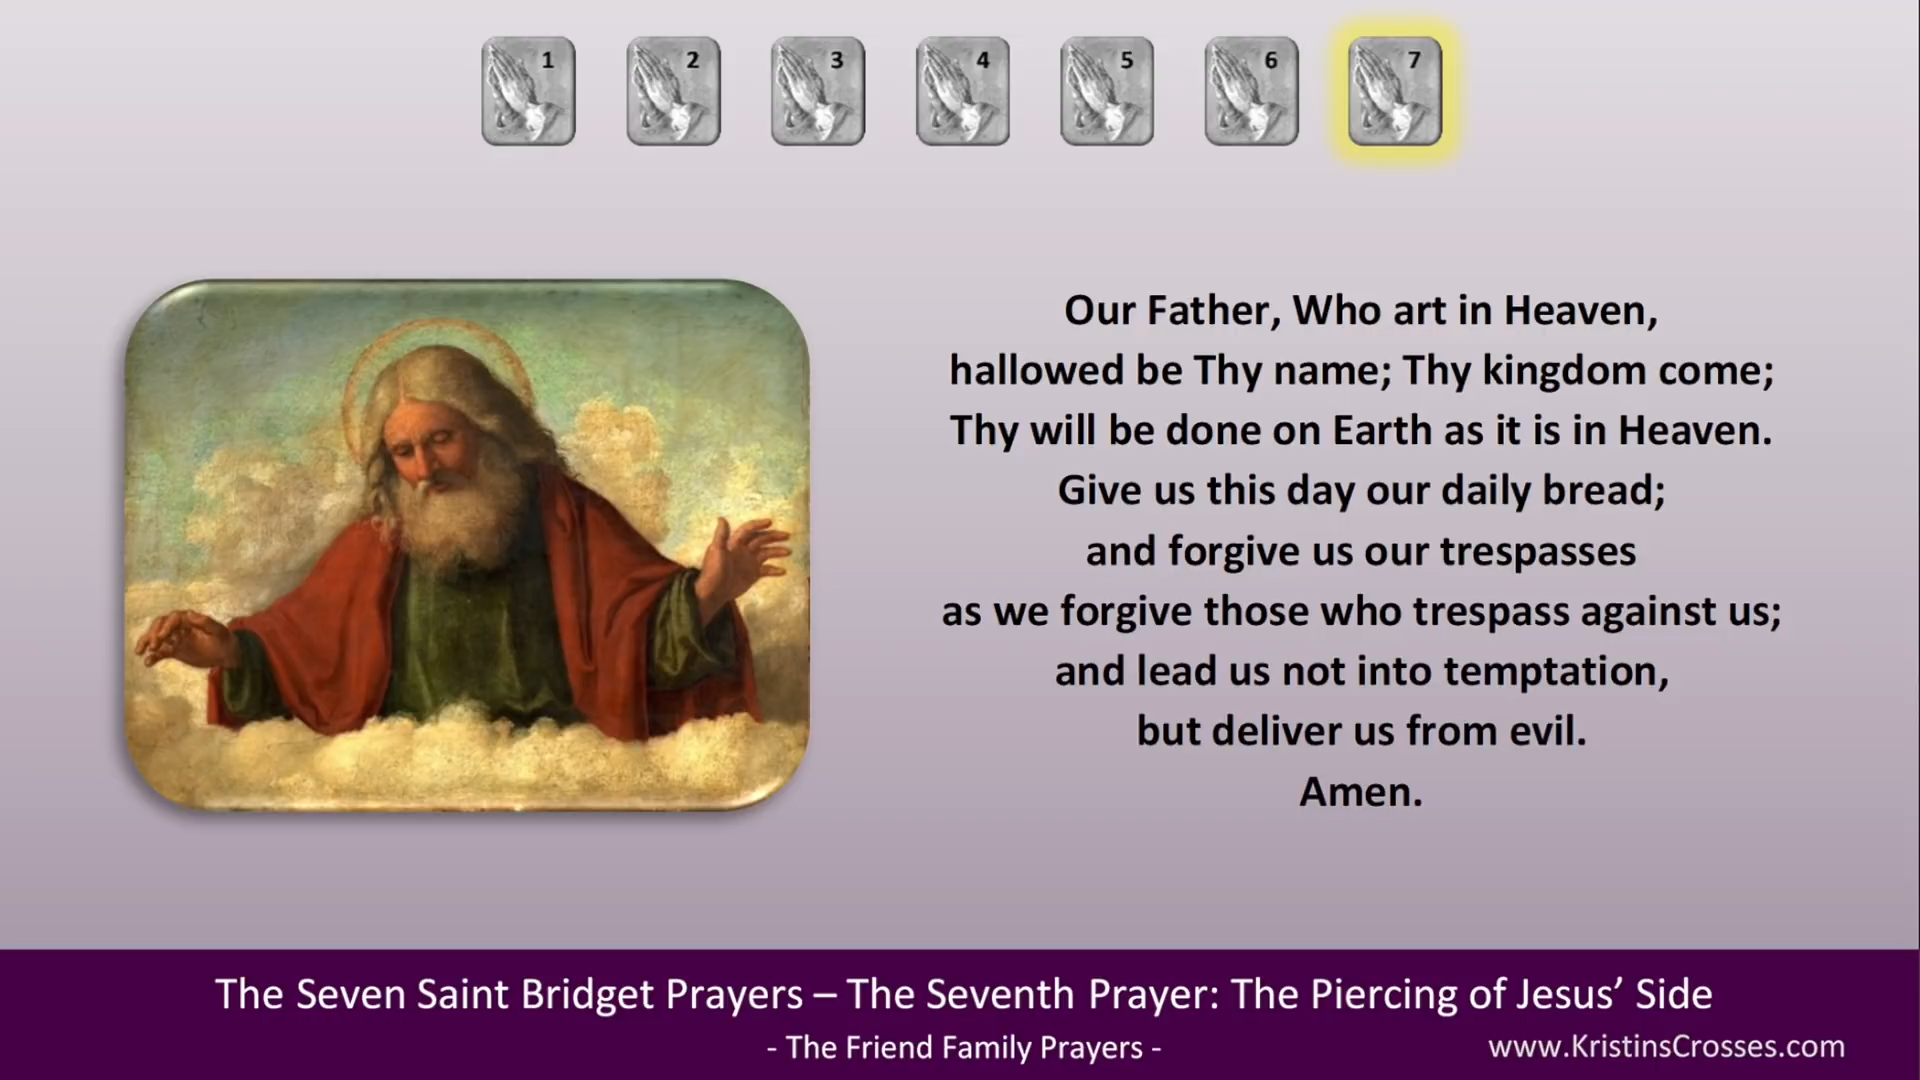 1 2 3 4 5 6 7
Our Father, Who art in Heaven,
hallowed be Thy name; Thy kingdom come;
Thy will be done on Earth as it is in Heaven.
Give us this day our daily bread;
and forgive us our trespasses
as we forgive those who trespass against us;
and lead us not into temptation,
but deliver us from evil.
Amen.
The Seven Saint Bridget Prayers – The Seventh Prayer: The Piercing of Jesus’ Side
- The Friend Family Prayers -
www.KristinsCrosses.com